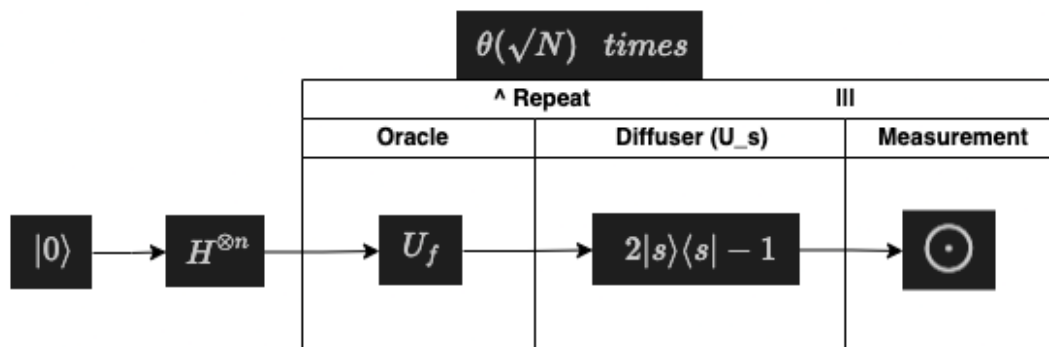 θ(√N) times
^ Repeat III
Oracle Diffuser (U_s) Measurement
|0⟩ H^{⊗n} U_f 2|s⟩⟨s| − 1 ⊙